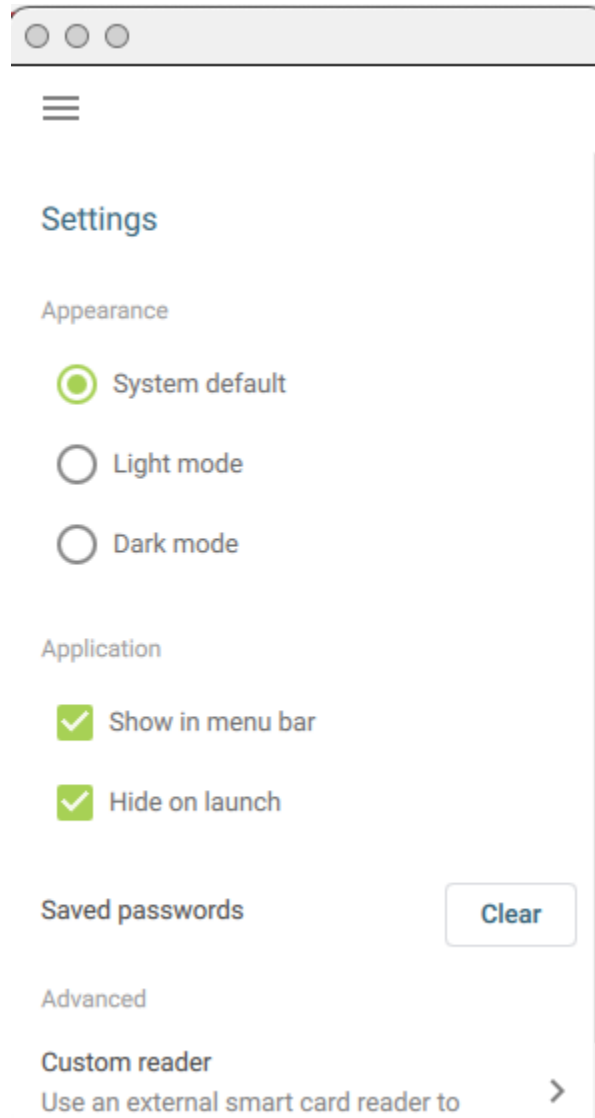 Settings
Appearance
System default
Light mode
Dark mode
Application
Show in menu bar
Hide on launch
Saved passwords
Clear
Advanced
Custom reader
Use an external smart card reader to